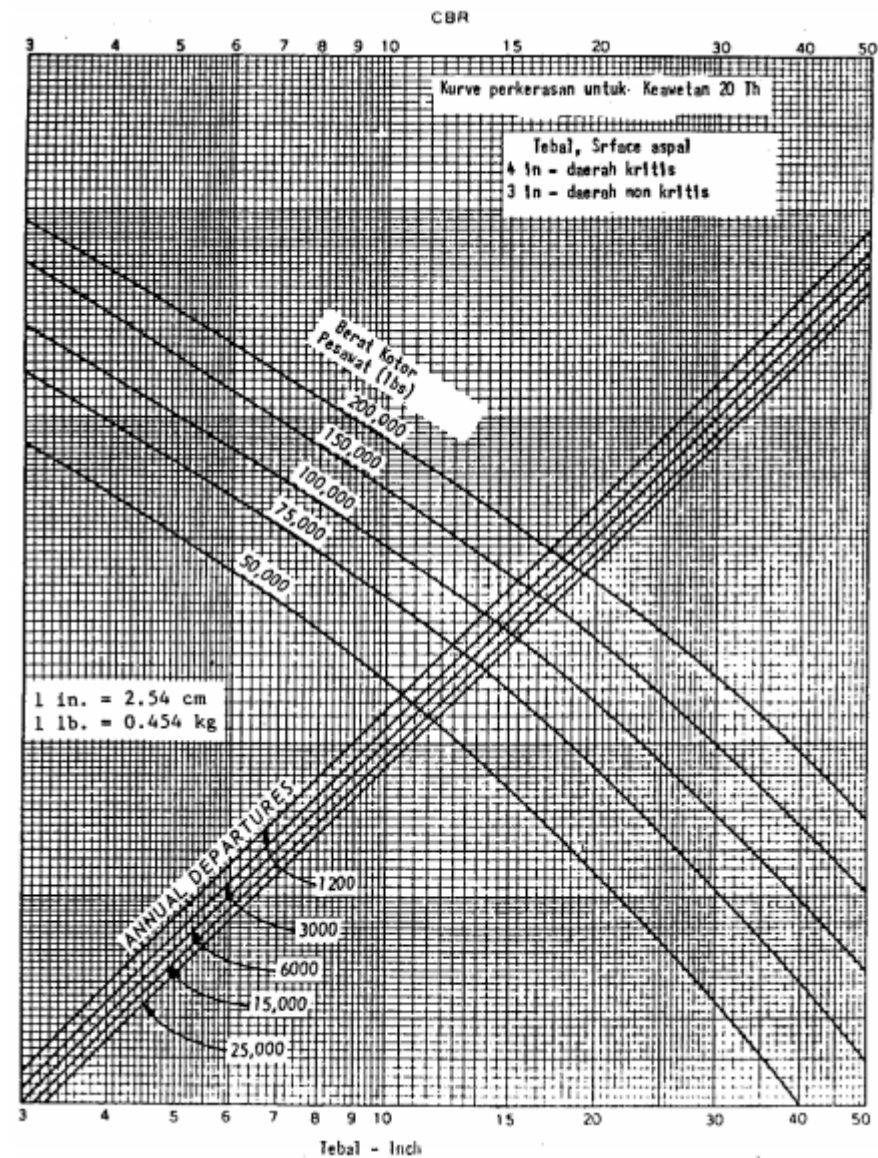 CBR
3 4 5 6 7 8 9 10 15 20 30 40 50
Kurve perkerasan untuk Keawetan 20 Th
Tebal, Srface aspal
4 in - daerah kritis
3 in - daerah non kritis
Berat Kotor
Pesawat (lbs)
200,000
150,000
100,000
75,000
50,000
1 in. = 2.54 cm
1 lb. = 0.454 kg
ANNUAL DEPARTURES
1200
3000
6000
15,000
25,000
3 4 5 6 7 8 9 10 15 20 30 40 50
Tebal - Inch